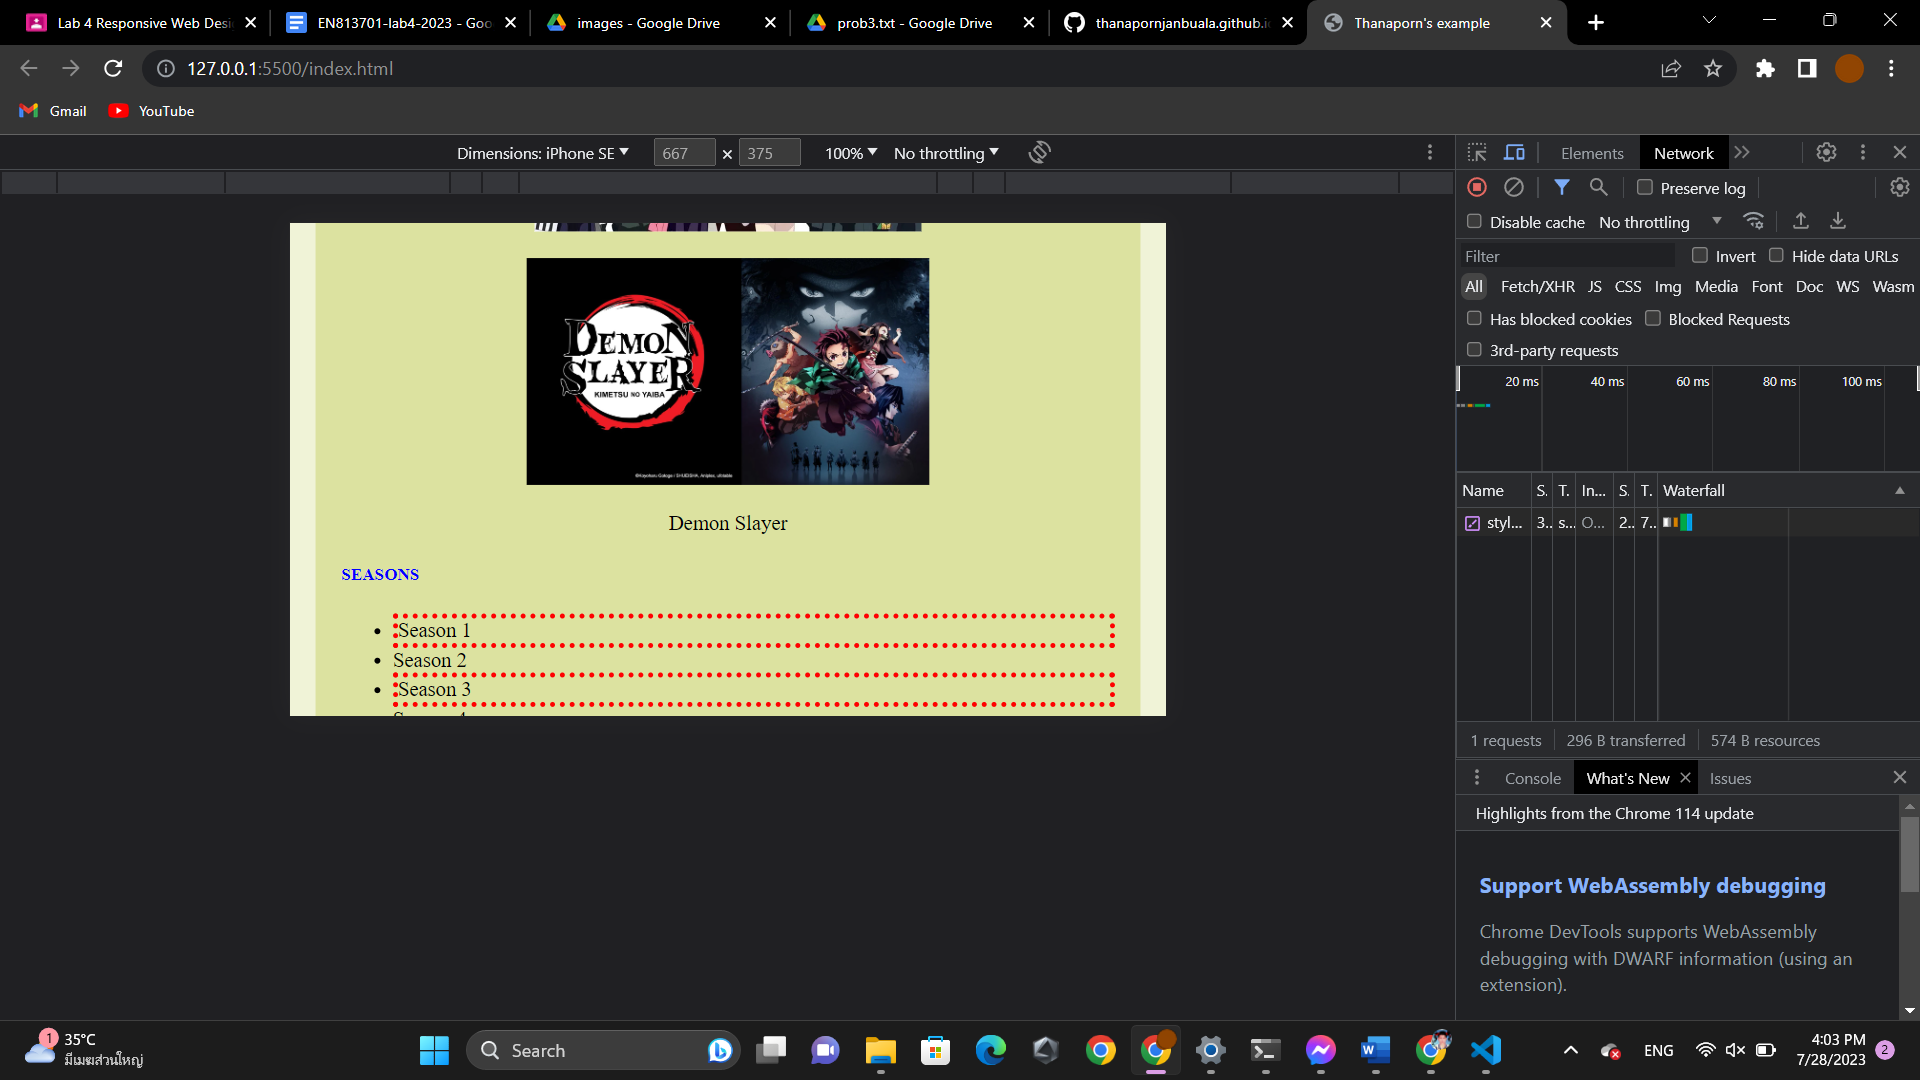 Lab 4 Responsive Web Desi
EN813701-lab4-2023 - Goo
images - Google Drive
prob3.txt - Google Drive
thanapornjanbuala.github.io
Thanaporn's example
127.0.0.1:5500/index.html
Gmail
YouTube
Dimensions: iPhone SE
667
×
375
100%
No throttling
Elements
Network
Preserve log
Disable cache
No throttling
Filter
Invert
Hide data URLs
All
Fetch/XHR
JS
CSS
Img
Media
Font
Doc
WS
Wasm
Has blocked cookies
Blocked Requests
3rd-party requests
20 ms
40 ms
60 ms
80 ms
100 ms
Name
S.
T.
In...
S.
T.
Waterfall
styl...
3..
s...
O...
2..
7..
1 requests
296 B transferred
574 B resources
Console
What's New
Issues
Highlights from the Chrome 114 update
Support WebAssembly debugging
Chrome DevTools supports WebAssembly
debugging with DWARF information (using an
extension).
DEMON
SLAYER
KIMETSU NO YAIBA
Demon Slayer
SEASONS
Season 1
Season 2
Season 3
1
35°C
มีเมฆส่วนใหญ่
Search
ENG
4:03 PM
7/28/2023
2